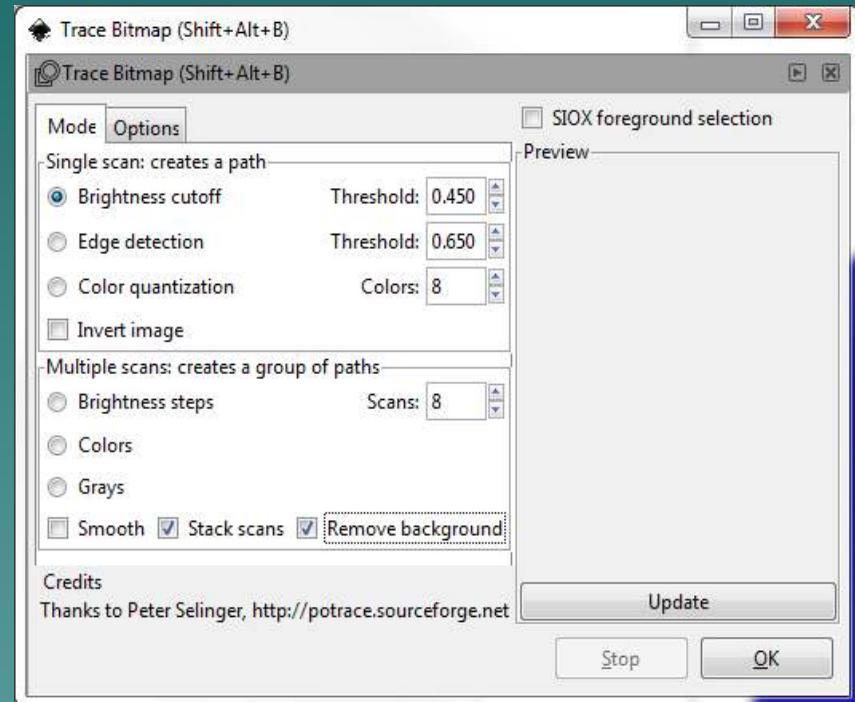 Trace Bitmap (Shift+Alt+B)
Trace Bitmap (Shift+Alt+B)
Mode Options
SIOX foreground selection
Single scan: creates a path
Preview
Brightness cutoff Threshold: 0.450
Edge detection Threshold: 0.650
Color quantization Colors: 8
Invert image
Multiple scans: creates a group of paths
Brightness steps Scans: 8
Colors
Grays
Smooth Stack scans Remove background
Credits
Thanks to Peter Selinger, http://potrace.sourceforge.net
Update
Stop OK